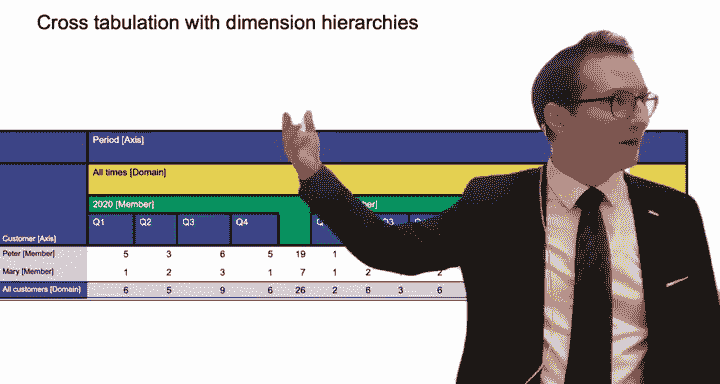 Cross tabulation with dimension hierarchies
Period [Axis]
All times [Domain]
2020 [Member]
Q1 Q2 Q3 Q4
Customer [Axis]
Peter [Member] 5 3 6 5 19 1
Mary [Member] 1 2 3 1 7 1 2 2
All customers [Domain] 6 5 9 6 26 2 6 3 6